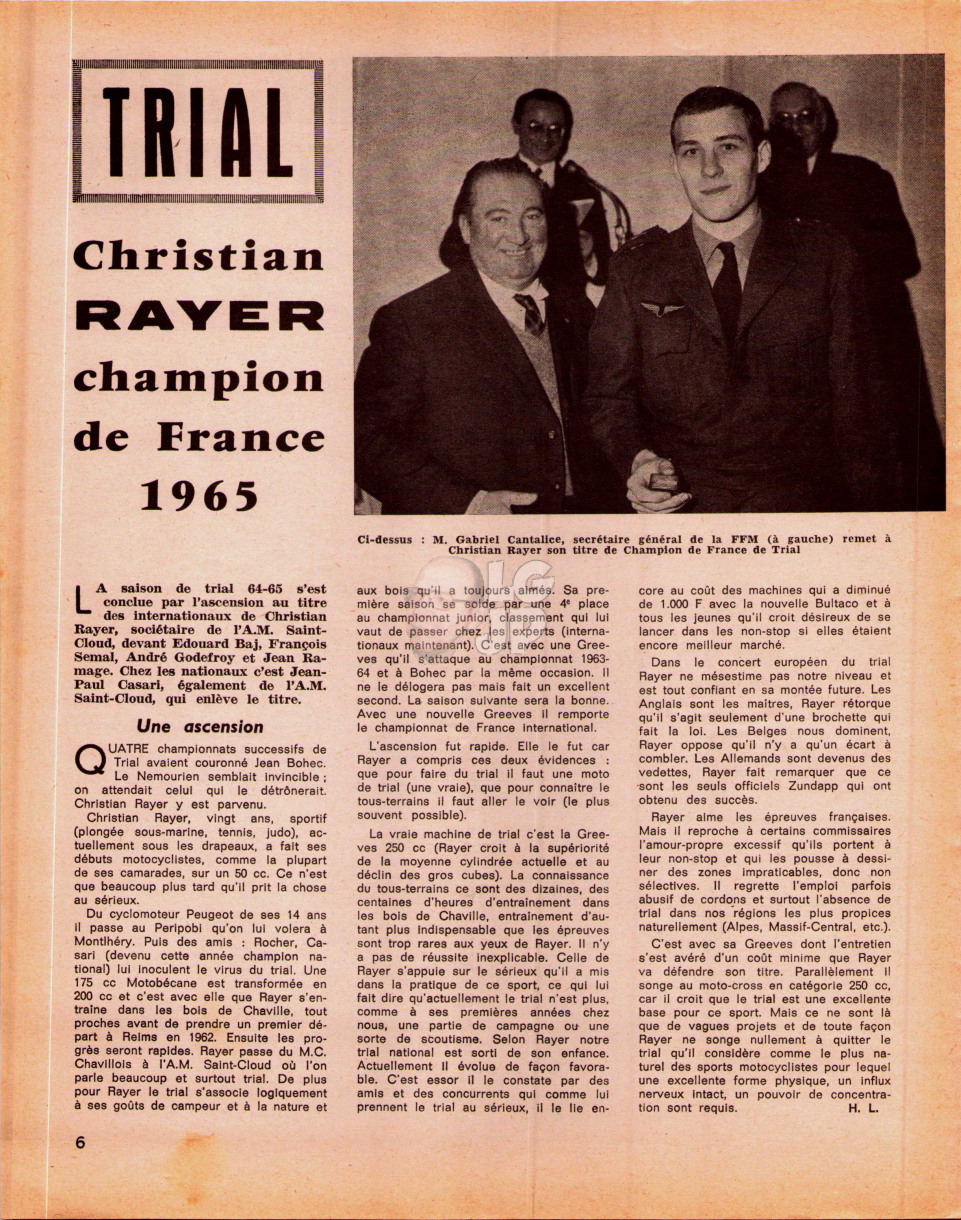 TRIAL
Christian
RAYER
champion
de France
1965
Ci-dessus : M. Gabriel Cantalice, secrétaire général de la FFM (à gauche) remet à
Christian Rayer son titre de Champion de France de Trial
LA saison de trial 64-65 s'est
conclue par l'ascension au titre
des internationaux de Christian
Rayer, sociétaire de l'A.M. Saint-
Cloud, devant Edouard Baj, François
Semal, André Godefroy et Jean Ra-
mage. Chez les nationaux c'est Jean-
Paul Casari, également de l'A.M.
Saint-Cloud, qui enlève le titre.
Une ascension
QUATRE championnats successifs de
Trial avaient couronné Jean Bohec.
Le Nemourien semblait invincible ;
on attendait celui qui le détrônerait.
Christian Rayer y est parvenu.
Christian Rayer, vingt ans, sportif
(plongée sous-marine, tennis, judo), ac-
tuellement sous les drapeaux, a fait ses
débuts motocyclistes, comme la plupart
de ses camarades, sur un 50 cc. Ce n'est
que beaucoup plus tard qu'il prit la chose
au sérieux.
Du cyclomoteur Peugeot de ses 14 ans
il passe au Peripobi qu'on lui volera à
Montlhéry. Puis des amis : Rocher, Ca-
sari (devenu cette année champion na-
tional) lui inoculent le virus du trial. Une
175 cc Motobécane est transformée en
200 cc et c'est avec elle que Rayer s'en-
traîne dans les bois de Chaville, tout
proches avant de prendre un premier dé-
part à Reims en 1962. Ensuite les pro-
grès seront rapides. Rayer passe du M.C.
Chavillois à l'A.M. Saint-Cloud où l'on
parle beaucoup et surtout trial. De plus
pour Rayer le trial s'associe logiquement
à ses goûts de campeur et à la nature et
aux bois qu'il a toujours aimés. Sa pre-
mière saison se solde par une 4e place
au championnat junior, classement qui lui
vaut de passer chez les experts (interna-
tionaux maintenant). C'est avec une Gree-
ves qu'il s'attaque au championnat 1963-
64 et à Bohec par la même occasion. Il
ne le délogera pas mais fait un excellent
second. La saison suivante sera la bonne.
Avec une nouvelle Greeves il remporte
le championnat de France international.
L'ascension fut rapide. Elle le fut car
Rayer a compris ces deux évidences :
que pour faire du trial il faut une moto
de trial (une vraie), que pour connaître le
tous-terrains il faut aller le voir (le plus
souvent possible).
La vraie machine de trial c'est la Gree-
ves 250 cc (Rayer croit à la supériorité
de la moyenne cylindrée actuelle et au
déclin des gros cubes). La connaissance
du tous-terrains ce sont des dizaines, des
centaines d'heures d'entraînement dans
les bois de Chaville, entraînement d'au-
tant plus indispensable que les épreuves
sont trop rares aux yeux de Rayer. Il n'y
a pas de réussite inexplicable. Celle de
Rayer s'appuie sur le sérieux qu'il a mis
dans la pratique de ce sport, ce qui lui
fait dire qu'actuellement le trial n'est plus,
comme à ses premières années chez
nous, une partie de campagne ou une
sorte de scoutisme. Selon Rayer notre
trial national est sorti de son enfance.
Actuellement il évolue de façon favora-
ble. C'est essor il le constate par des
amis et des concurrents qui comme lui
prennent le trial au sérieux, il le lie en-
core au coût des machines qui a diminué
de 1.000 F avec la nouvelle Bultaco et à
tous les jeunes qu'il croit désireux de se
lancer dans les non-stop si elles étaient
encore meilleur marché.
Dans le concert européen du trial
Rayer ne mésestime pas notre niveau et
est tout confiant en sa montée future. Les
Anglais sont les maîtres, Rayer rétorque
qu'il s'agit seulement d'une brochette qui
fait la loi. Les Belges nous dominent,
Rayer oppose qu'il n'y a qu'un écart à
combler. Les Allemands sont devenus des
vedettes, Rayer fait remarquer que ce
sont les seuls officiels Zundapp qui ont
obtenu des succès.
Rayer aime les épreuves françaises.
Mais il reproche à certains commissaires
l'amour-propre excessif qu'ils portent à
leur non-stop et qui les pousse à dessi-
ner des zones impraticables, donc non
sélectives. Il regrette l'emploi parfois
abusif de cordons et surtout l'absence de
trial dans nos régions les plus propices
naturellement (Alpes, Massif-Central, etc.).
C'est avec sa Greeves dont l'entretien
s'est avéré d'un coût minime que Rayer
va défendre son titre. Parallèlement il
songe au moto-cross en catégorie 250 cc,
car il croit que le trial est une excellente
base pour ce sport. Mais ce ne sont là
que de vagues projets et de toute façon
Rayer ne songe nullement à quitter le
trial qu'il considère comme le plus na-
turel des sports motocyclistes pour lequel
une excellente forme physique, un influx
nerveux intact, un pouvoir de concentra-
tion sont requis. H. L.
6